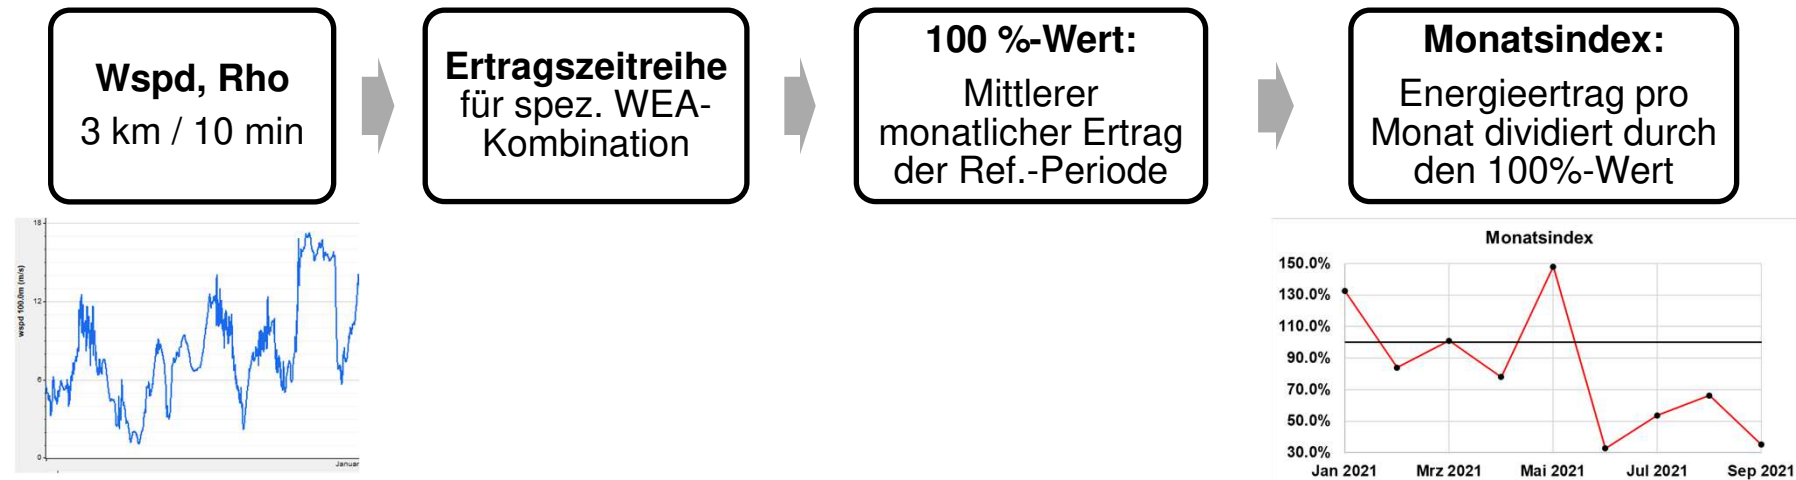 Wspd, Rho
3 km / 10 min
Ertragszeitreihe
für spez. WEA-
Kombination
100 %-Wert:
Mittlerer
monatlicher Ertrag
der Ref.-Periode
Monatsindex:
Energieertrag pro
Monat dividiert durch
den 100%-Wert
18
12
6
0
wspd 100.0m (m/s)
Januar
Monatsindex
150.0%
130.0%
110.0%
90.0%
70.0%
50.0%
30.0%
Jan 2021 Mrz 2021 Mai 2021 Jul 2021 Sep 2021